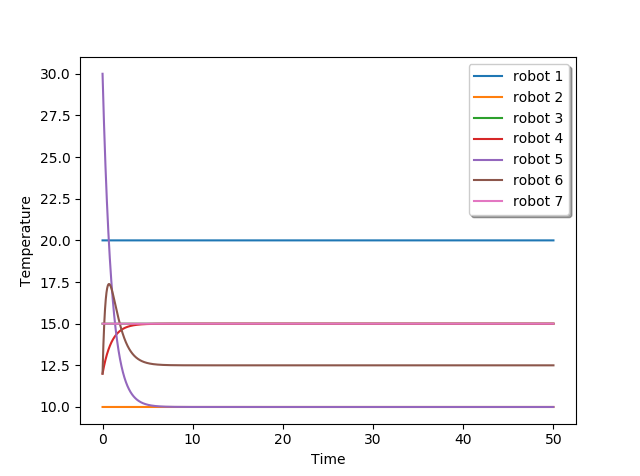 30.0
27.5
25.0
22.5
20.0
17.5
15.0
12.5
10.0
Temperature
robot 1
robot 2
robot 3
robot 4
robot 5
robot 6
robot 7
0 10 20 30 40 50
Time